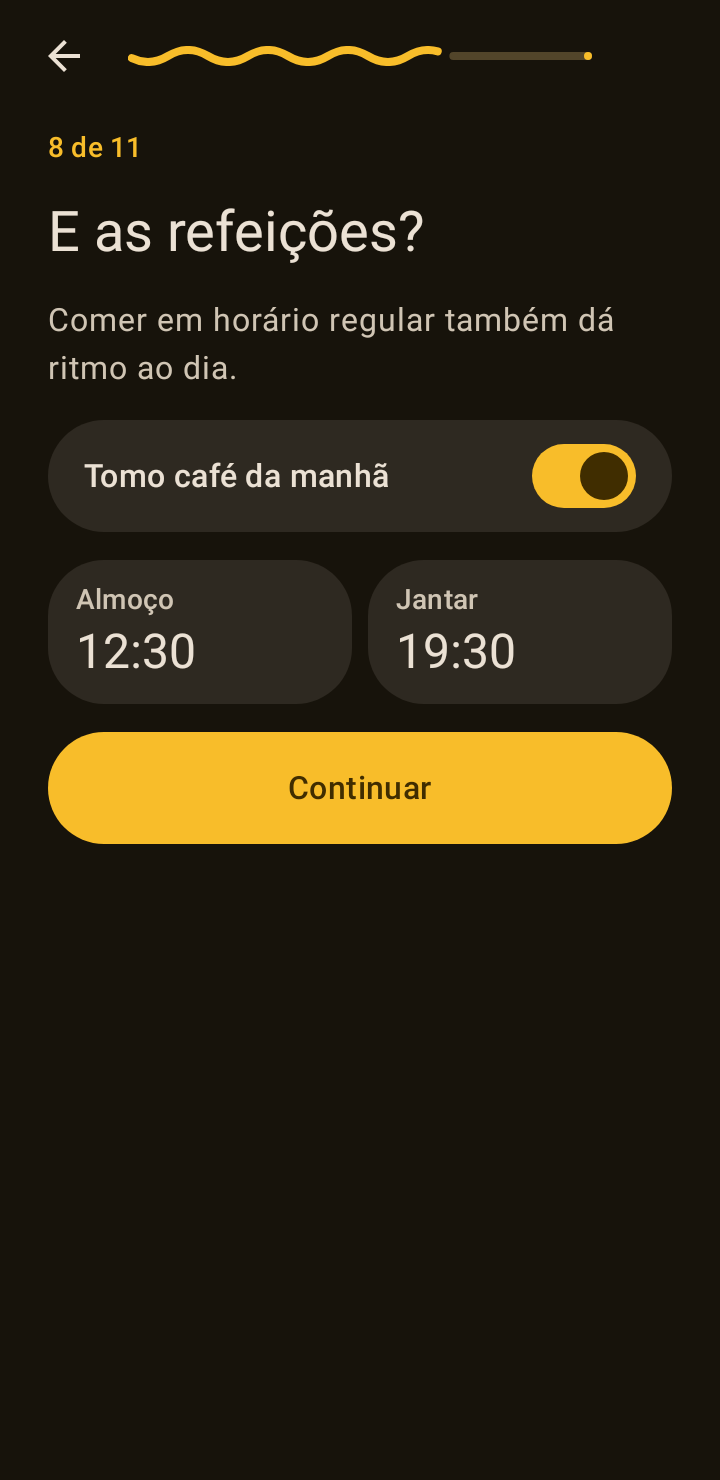 8 de 11
E as refeições?
Comer em horário regular também dá
ritmo ao dia.
Tomo café da manhã
Almoço
12:30
Jantar
19:30
Continuar